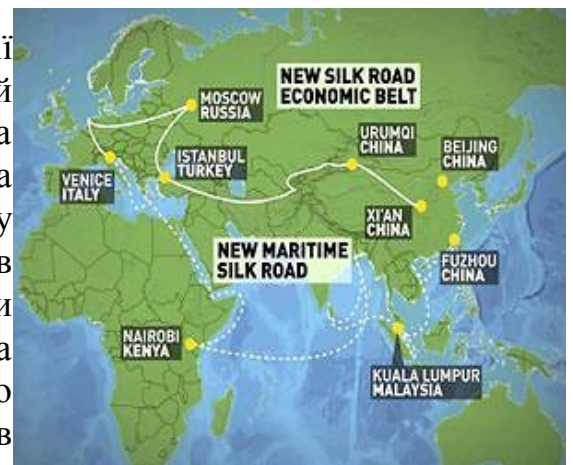 ї
й
а
а
у
в
и
а
о
в
NEW SILK ROAD
ECONOMIC BELT
MOSCOW
RUSSIA
URUMQI
CHINA
BEIJING
CHINA
ISTANBUL
TURKEY
VENICE
ITALY
XI'AN
CHINA
NEW MARITIME
SILK ROAD
FUZHOU
CHINA
NAIROBI
KENYA
KUALA LUMPUR
MALAYSIA